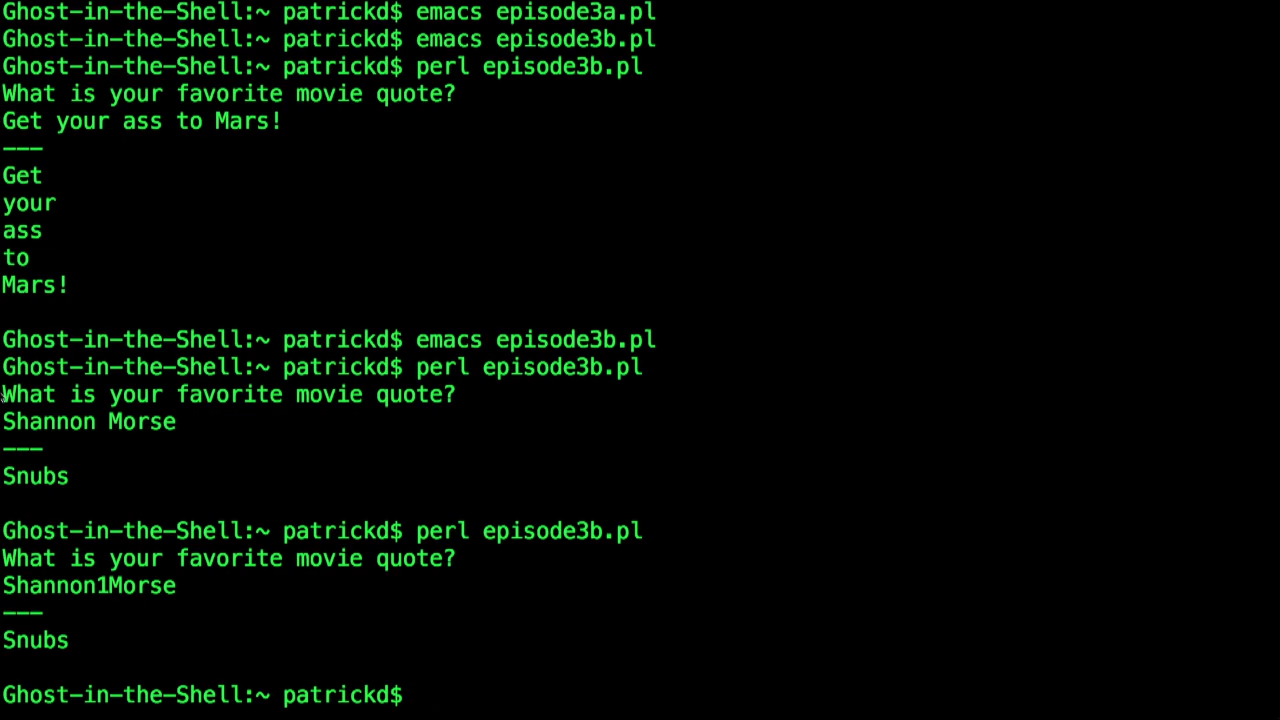 Ghost-in-the-Shell:~ patrickd$ emacs episode3a.pl
Ghost-in-the-Shell:~ patrickd$ emacs episode3b.pl
Ghost-in-the-Shell:~ patrickd$ perl episode3b.pl
What is your favorite movie quote?
Get your ass to Mars!
---
Get
your
ass
to
Mars!
Ghost-in-the-Shell:~ patrickd$ emacs episode3b.pl
Ghost-in-the-Shell:~ patrickd$ perl episode3b.pl
What is your favorite movie quote?
Shannon Morse
---
Snubs
Ghost-in-the-Shell:~ patrickd$ perl episode3b.pl
What is your favorite movie quote?
Shannon1Morse
---
Snubs
Ghost-in-the-Shell:~ patrickd$